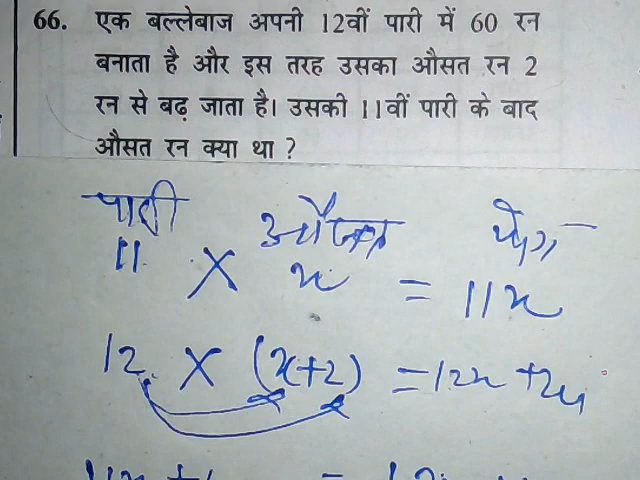 66. एक बल्लेबाज अपनी 12वीं पारी में 60 रन
बनाता है और इस तरह उसका औसत रन 2
रन से बढ़ जाता है। उसकी 11वीं पारी के बाद
औसत रन क्या था ?
पारी औसत योग
11 × x = 11x
12 × (x+2) = 12x + 24